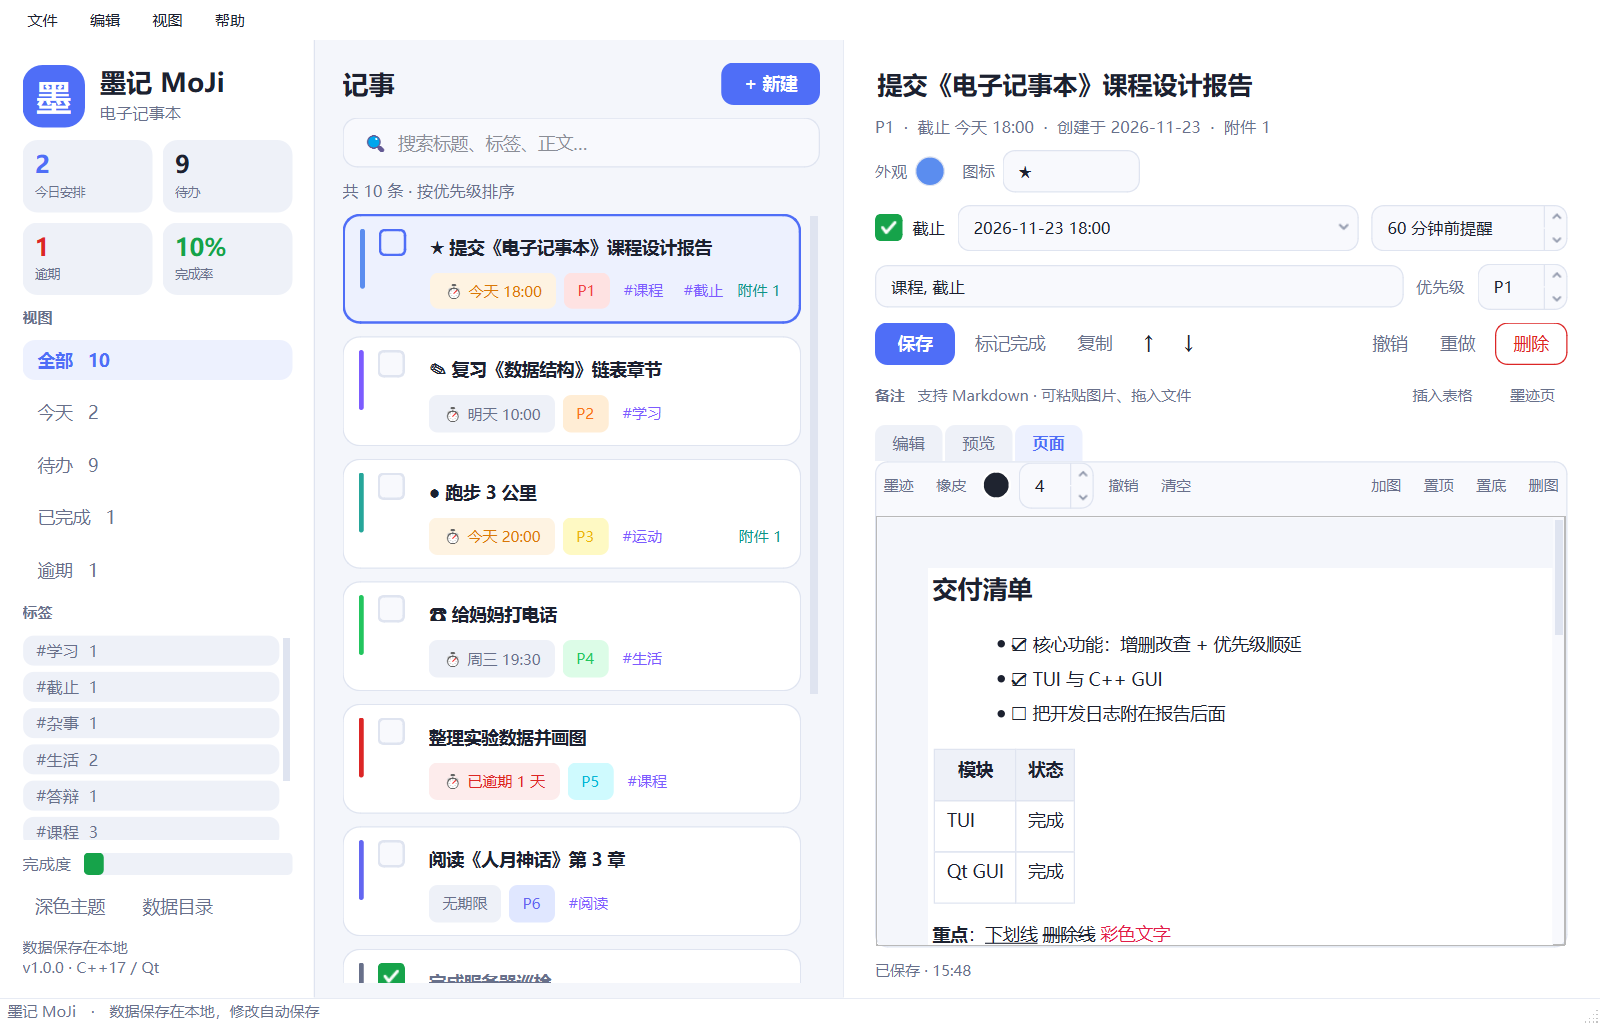 文件 编辑 视图 帮助
墨
墨记 MoJi
电子记事本
2 今日安排
9 待办
1 逾期
10% 完成率
视图
全部 10
今天 2
待办 9
已完成 1
逾期 1
标签
#学习 1
#截止 1
#杂事 1
#生活 2
#答辩 1
#课程 3
完成度
深色主题 数据目录
数据保存在本地
v1.0.0 · C++17 / Qt
记事
+ 新建
搜索标题、标签、正文...
共 10 条 · 按优先级排序
★ 提交《电子记事本》课程设计报告
⏱ 今天 18:00 P1 #课程 #截止 附件 1
✎ 复习《数据结构》链表章节
⏱ 明天 10:00 P2 #学习
● 跑步 3 公里
⏱ 今天 20:00 P3 #运动 附件 1
☎ 给妈妈打电话
⏱ 周三 19:30 P4 #生活
整理实验数据并画图
⏱ 已逾期 1 天 P5 #课程
阅读《人月神话》第 3 章
无期限 P6 #阅读
完成服务器巡检
提交《电子记事本》课程设计报告
P1 · 截止 今天 18:00 · 创建于 2026-11-23 · 附件 1
外观 图标 ★
截止 2026-11-23 18:00 60 分钟前提醒
课程, 截止 优先级 P1
保存 标记完成 复制 ↑ ↓ 撤销 重做 删除
备注 支持 Markdown · 可粘贴图片、拖入文件 插入表格 墨迹页
编辑 预览 页面
墨迹 橡皮 4 撤销 清空 加图 置顶 置底 删图
交付清单
• ☑ 核心功能：增删改查 + 优先级顺延
• ☑ TUI 与 C++ GUI
• ☐ 把开发日志附在报告后面
模块 状态
TUI 完成
Qt GUI 完成
重点：下划线 删除线 彩色文字
已保存 · 15:48
墨记 MoJi · 数据保存在本地，修改自动保存